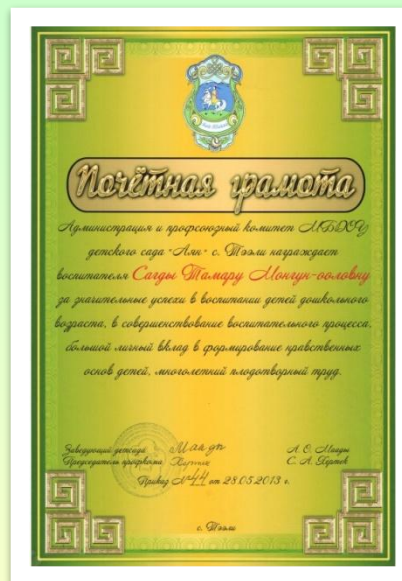 Почётная грамота
Администрация и профсоюзный комитет МБДОУ
детского сада "Аян" с. Тээли награждает
воспитателя Сагды Тамару Монгун-ооловну
за значительные успехи в воспитании детей дошкольного
возраста, в совершенствование воспитательного процесса,
большой личный вклад в формирование нравственных
основ детей, многолетний плодотворный труд.
Заведующий детсада А. О.
Председатель профкома С. А.
Приказ №44 от 28.05.2013 г.
с. Тээли